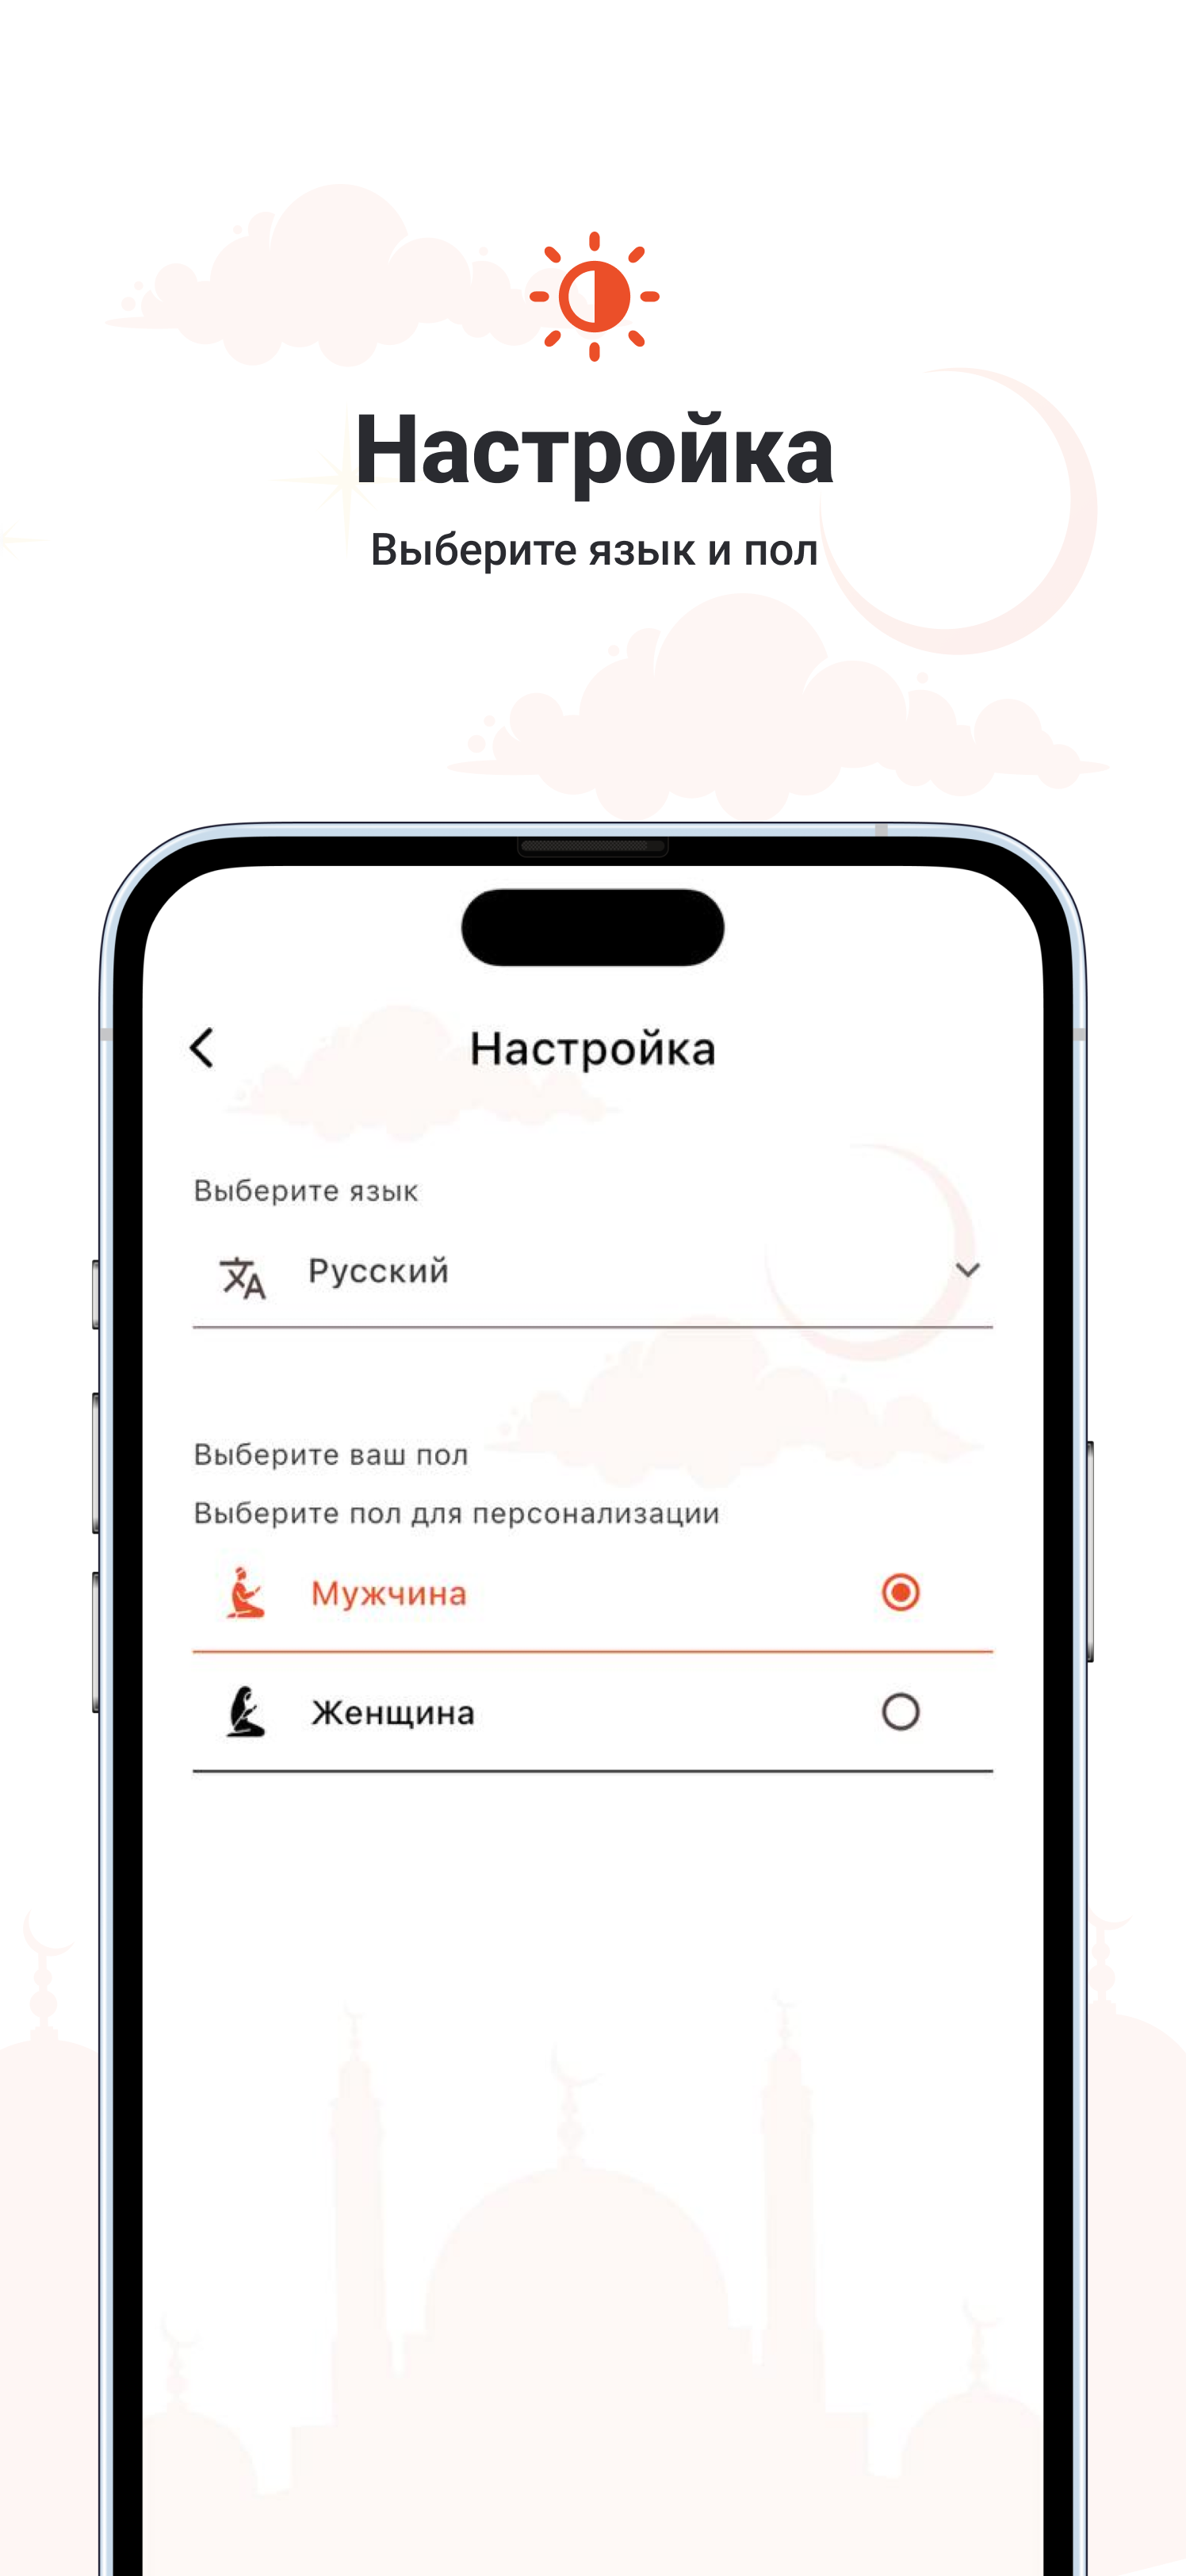 Настройка
Выберите язык и пол
Настройка
Выберите язык
Русский
Выберите ваш пол
Выберите пол для персонализации
Мужчина
Женщина